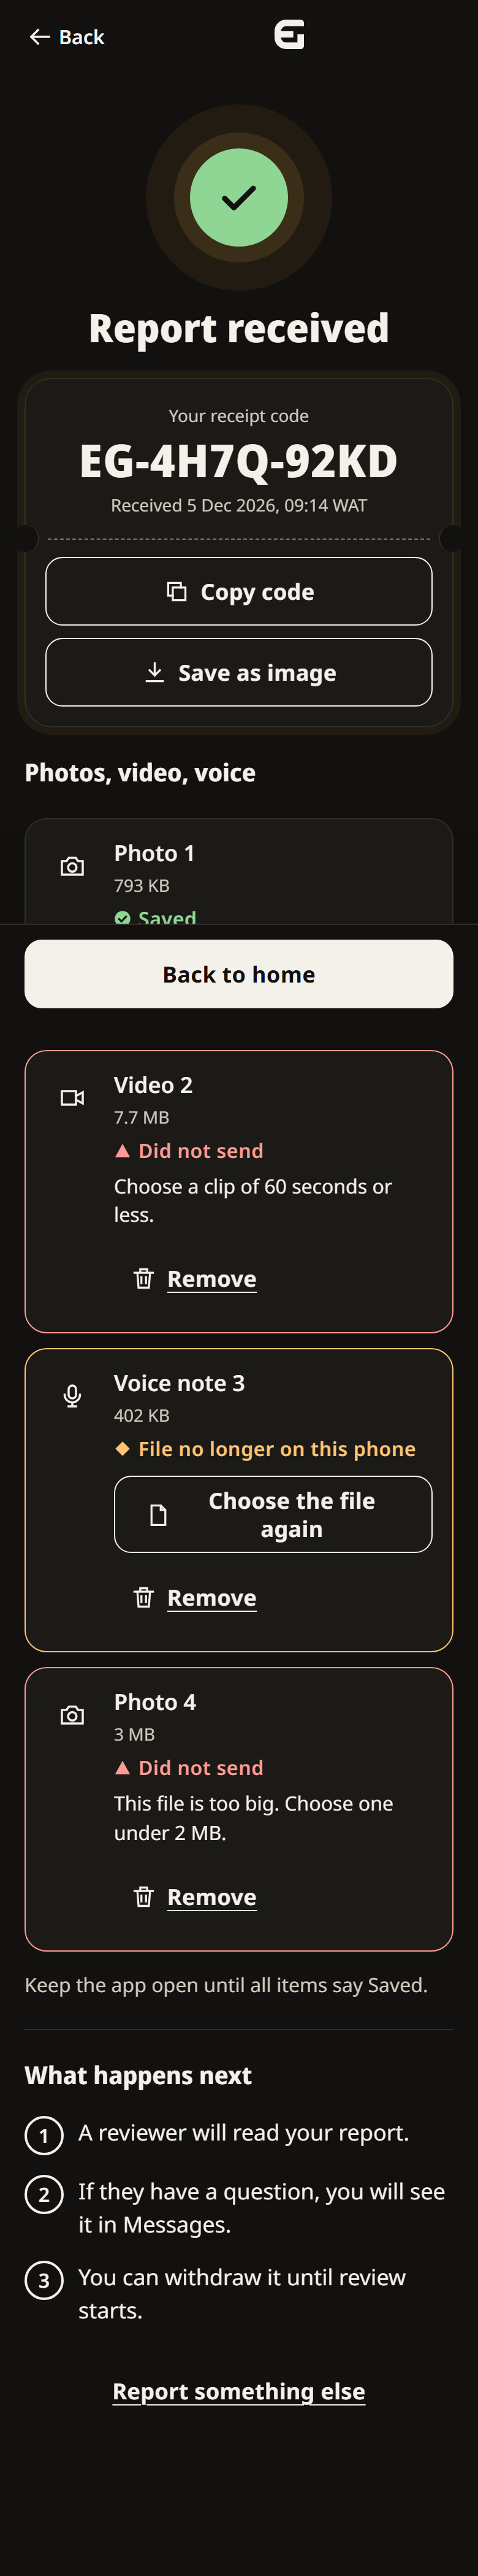 Back
Report received
Your receipt code
EG-4H7Q-92KD
Received 5 Dec 2026, 09:14 WAT
Copy code
Save as image
Photos, video, voice
Photo 1
793 KB
Saved
Back to home
Video 2
7.7 MB
Did not send
Choose a clip of 60 seconds or
less.
Remove
Voice note 3
402 KB
File no longer on this phone
Choose the file
again
Remove
Photo 4
3 MB
Did not send
This file is too big. Choose one
under 2 MB.
Remove
Keep the app open until all items say Saved.
What happens next
1 A reviewer will read your report.
2 If they have a question, you will see
it in Messages.
3 You can withdraw it until review
starts.
Report something else